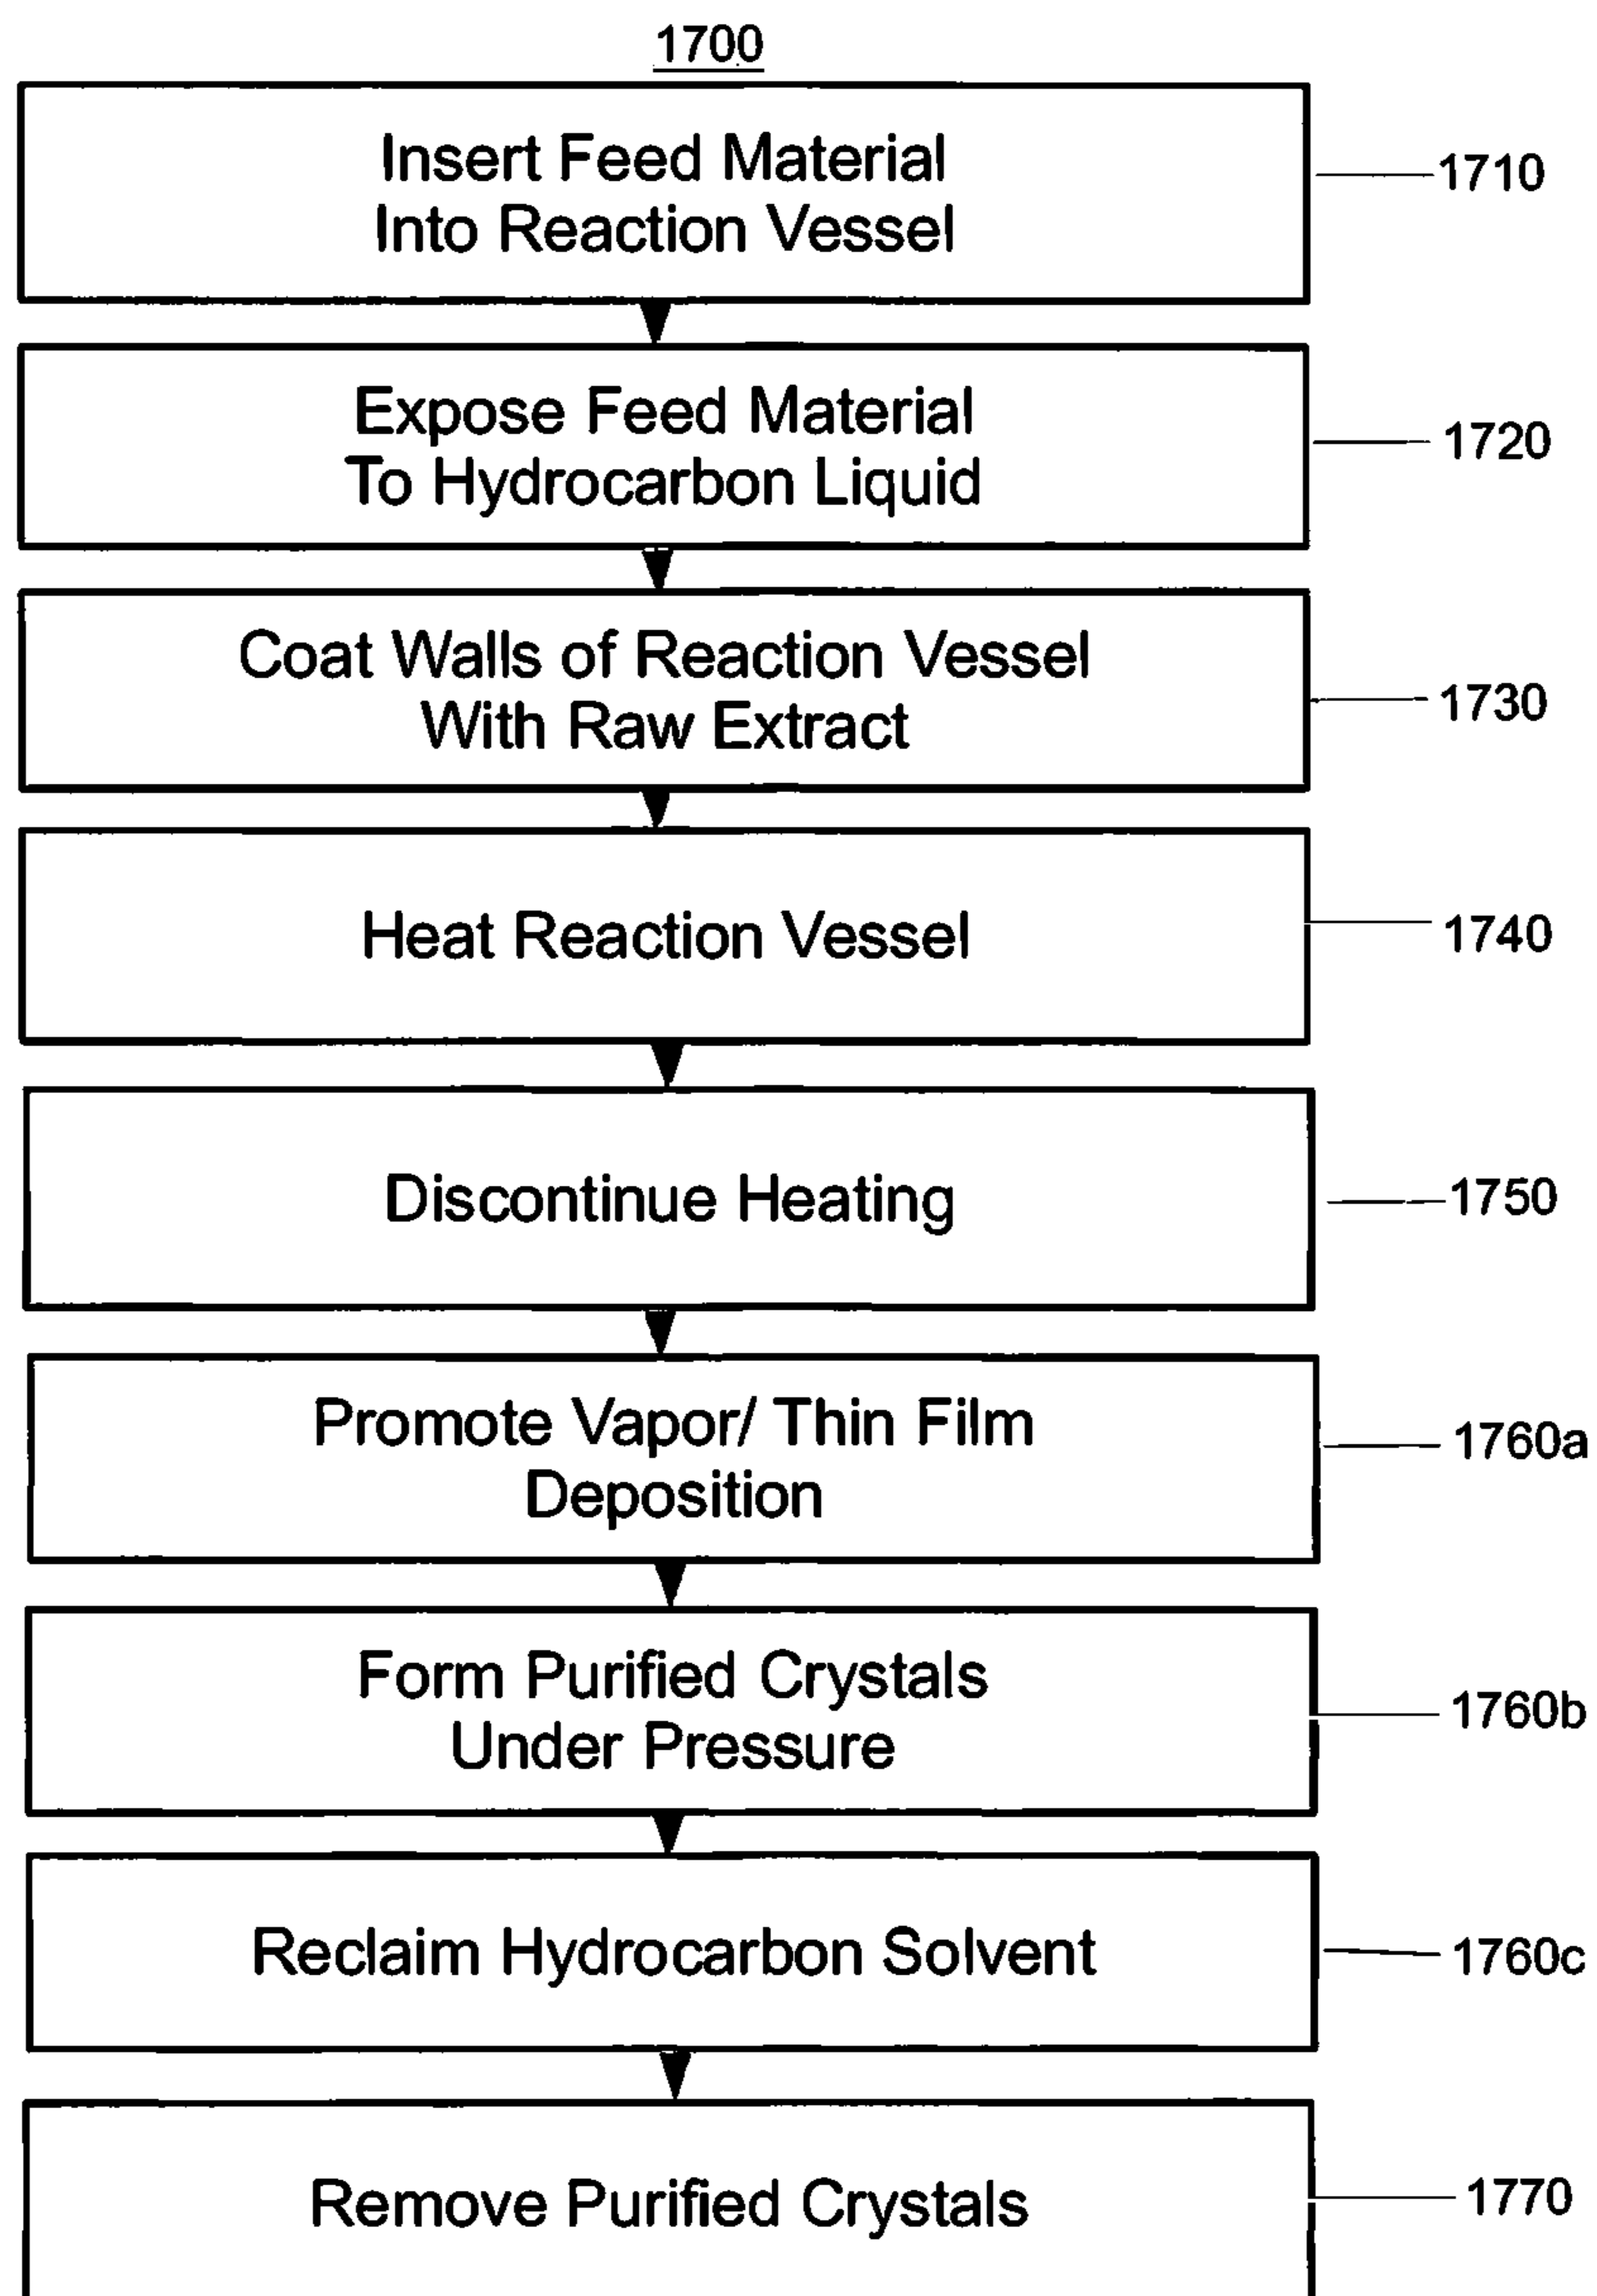 1700
Insert Feed Material
Into Reaction Vessel
1710
Expose Feed Material
To Hydrocarbon Liquid
1720
Coat Walls of Reaction Vessel
With Raw Extract
1730
Heat Reaction Vessel
1740
Discontinue Heating
1750
Promote Vapor/ Thin Film
Deposition
1760a
Form Purified Crystals
Under Pressure
1760b
Reclaim Hydrocarbon Solvent
1760c
Remove Purified Crystals
1770